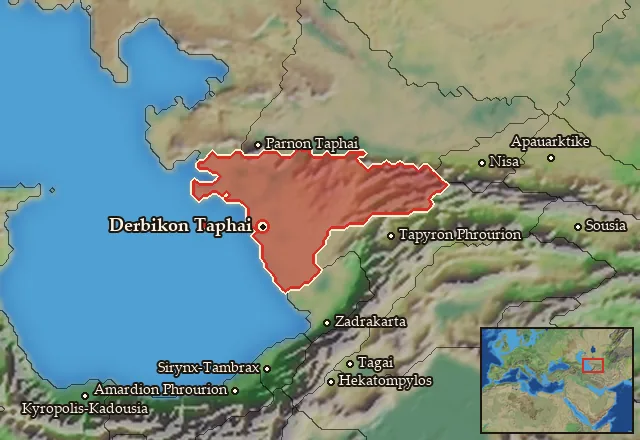 Parnon Taphai
Apauarktike
Nisa
Derbikon Taphai
Sousia
Tapyron Phrourion
Zadrakarta
Sirynx-Tambrax
Tagai
Hekatompylos
Amardion Phrourion
Kyropolis-Kadousia